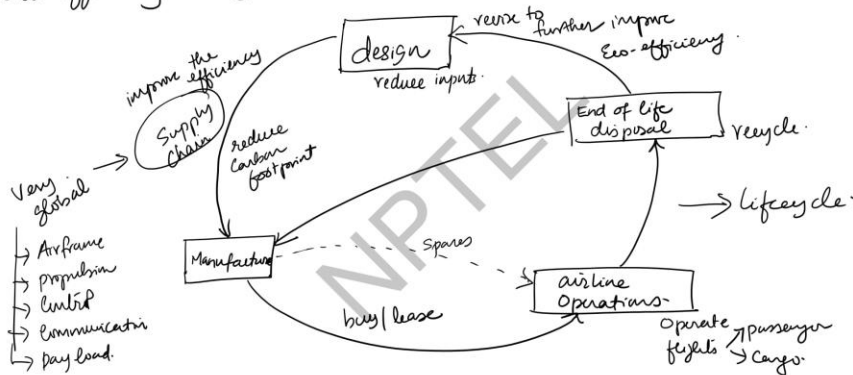 revise to
further improve
Eco-efficiency.
design
reduce inputs.
improve the
efficiency
Supply
Chain
reduce
carbon
footprint
End of life
disposal
recycle.
Very
global
→ lifecycle.
Airframe
propulsion
Control
Communication
pay load.
Manufacture
Spares
airline
Operations-
buy/lease
Operate
flights
passenger
Cargo.
NPTEL